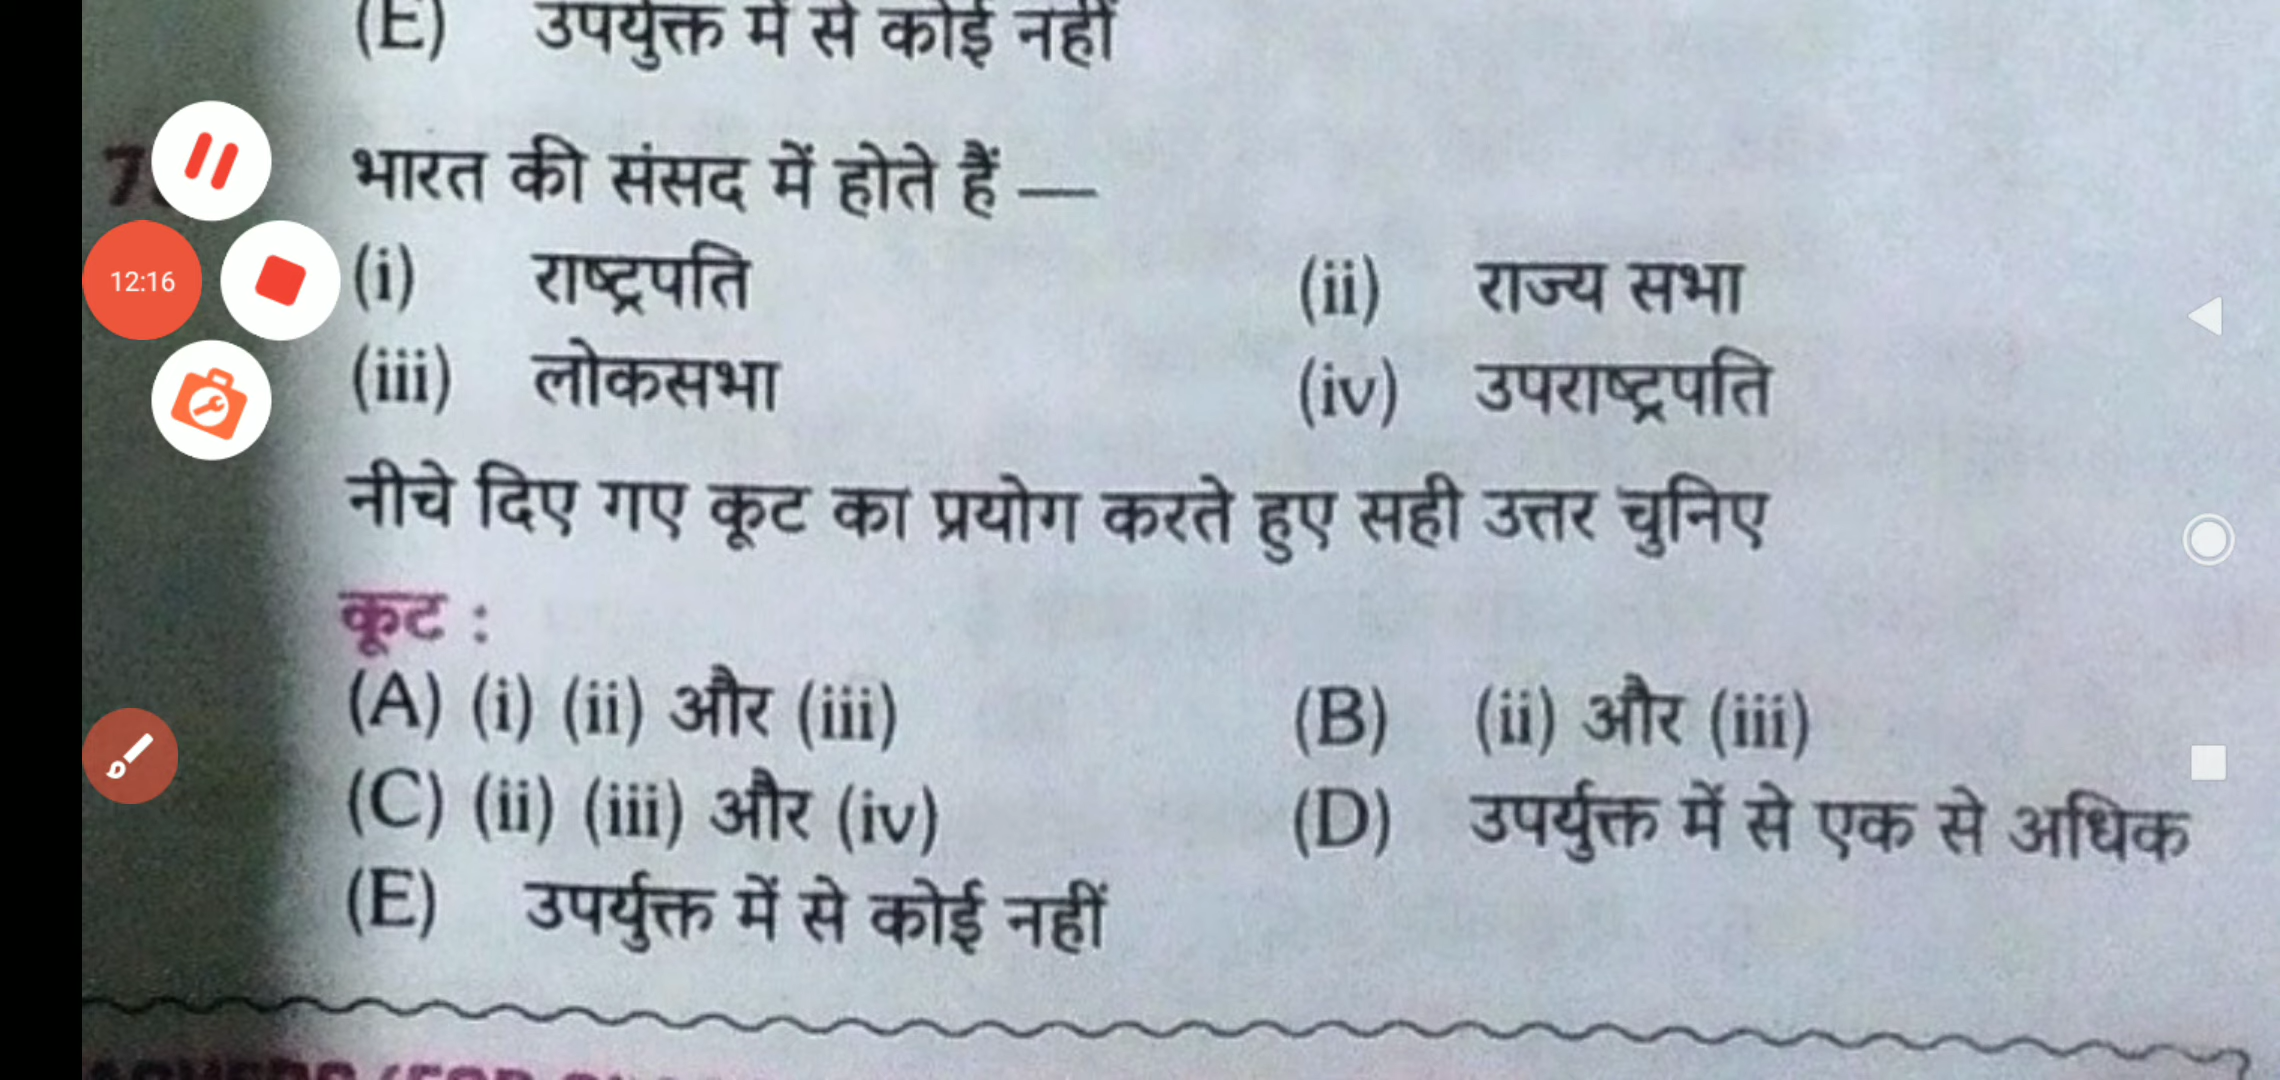 (E) उपर्युक्त में से कोई नहीं
भारत की संसद में होते हैं —
(i) राष्ट्रपति (ii) राज्य सभा
12:16
(iii) लोकसभा (iv) उपराष्ट्रपति
नीचे दिए गए कूट का प्रयोग करते हुए सही उत्तर चुनिए
कूट :
(A) (i) (ii) और (iii) (B) (ii) और (iii)
(C) (ii) (iii) और (iv) (D) उपर्युक्त में से एक से अधिक
(E) उपर्युक्त में से कोई नहीं